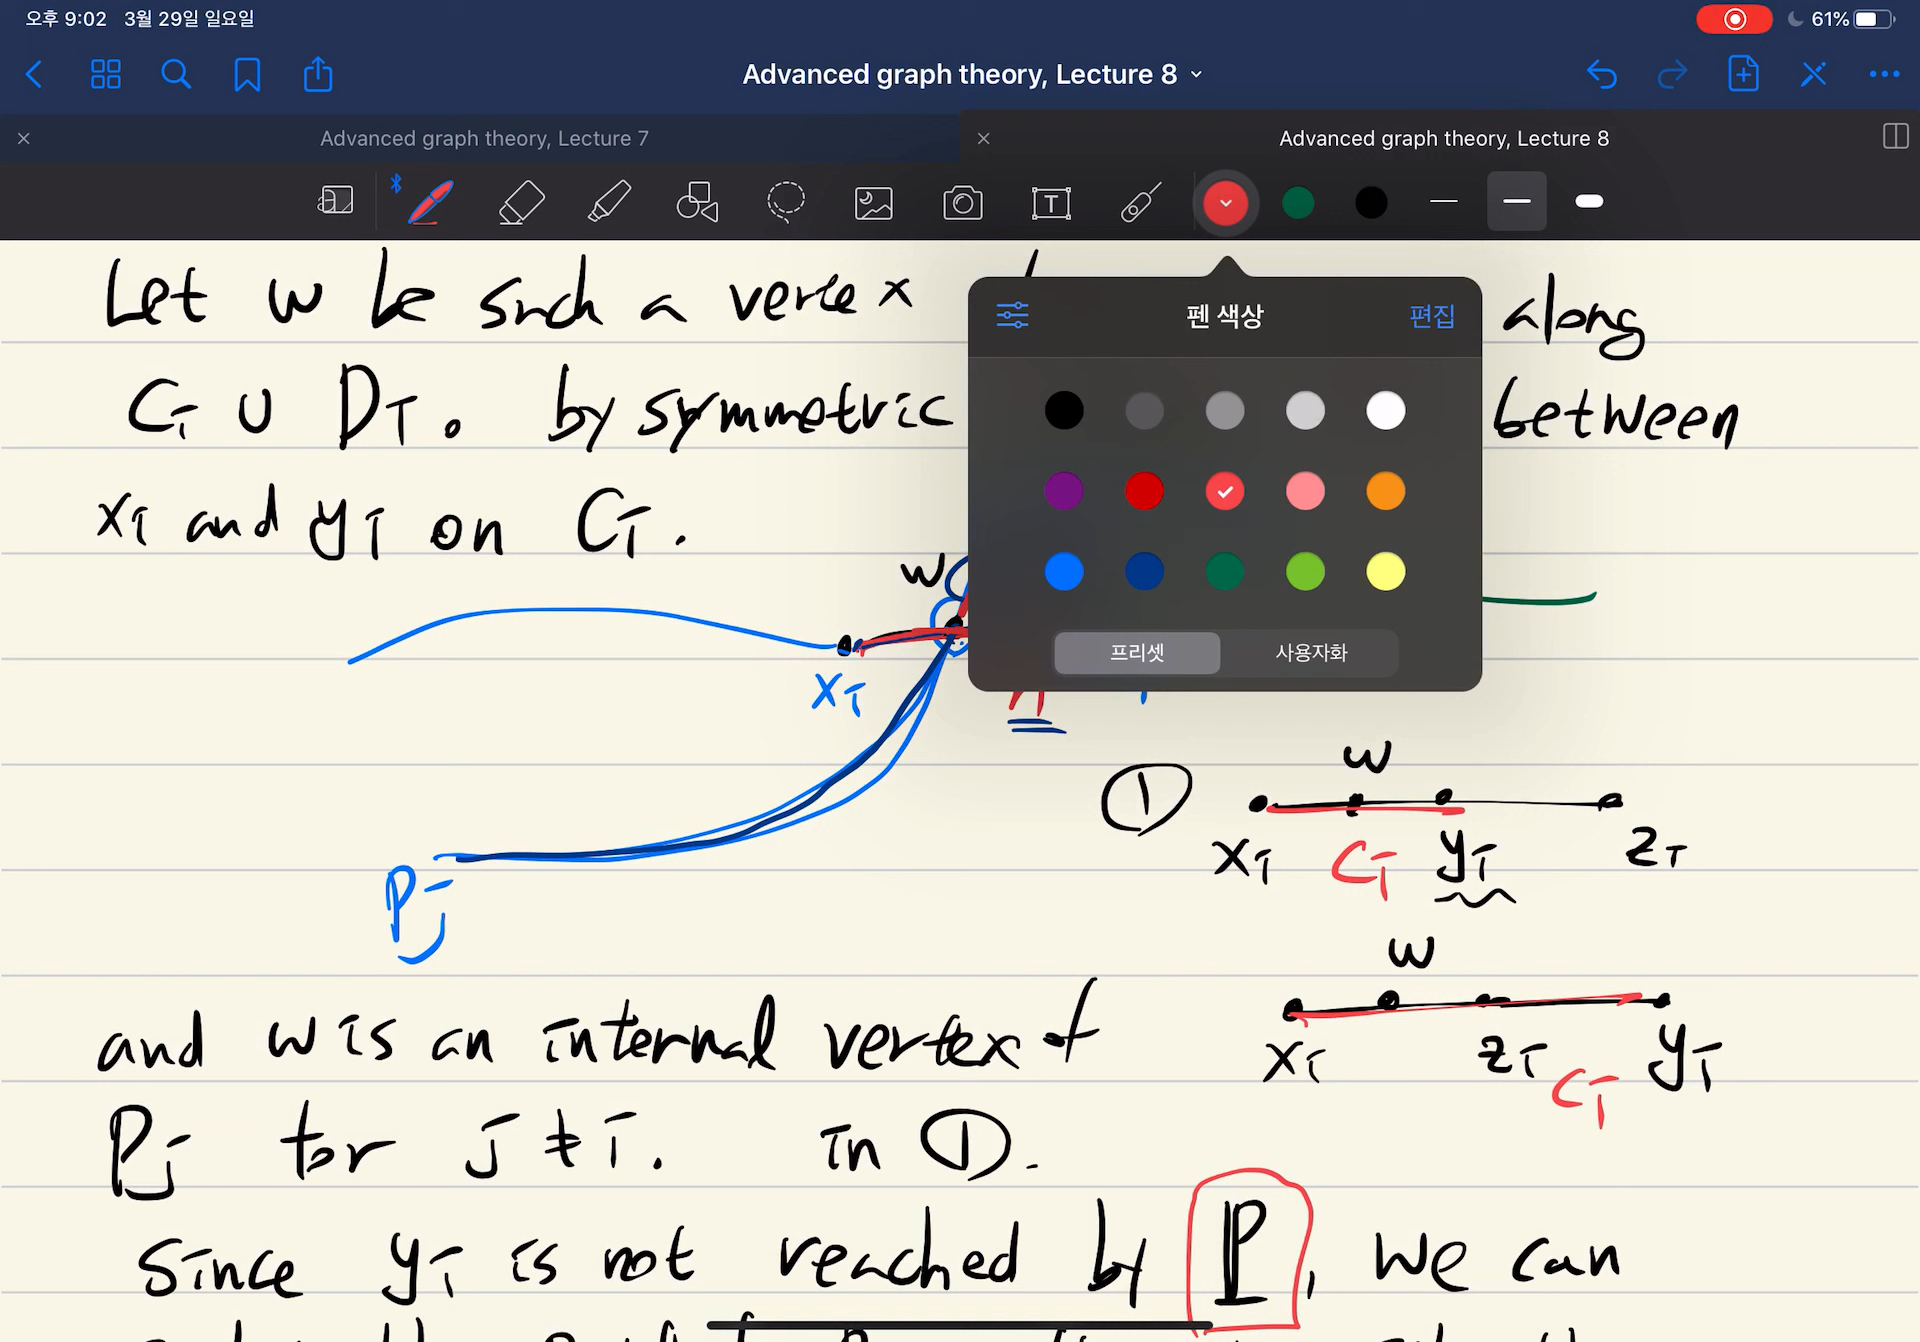 오후 9:02 3월 29일 일요일
61%
Advanced graph theory, Lecture 8
Advanced graph theory, Lecture 7
Advanced graph theory, Lecture 8
펜 색상
편집
프리셋
사용자화
Let w be such a vertex along
Ci ∪ Di. by symmetric between
xi and yi on Ci.
w
xi
Pj
① w
xi Ci yi zi
w
xi zi Ci yi
and w is an internal vertex of
Pj for j ≠ i. in ①.
Since yi is not reached by P, we can